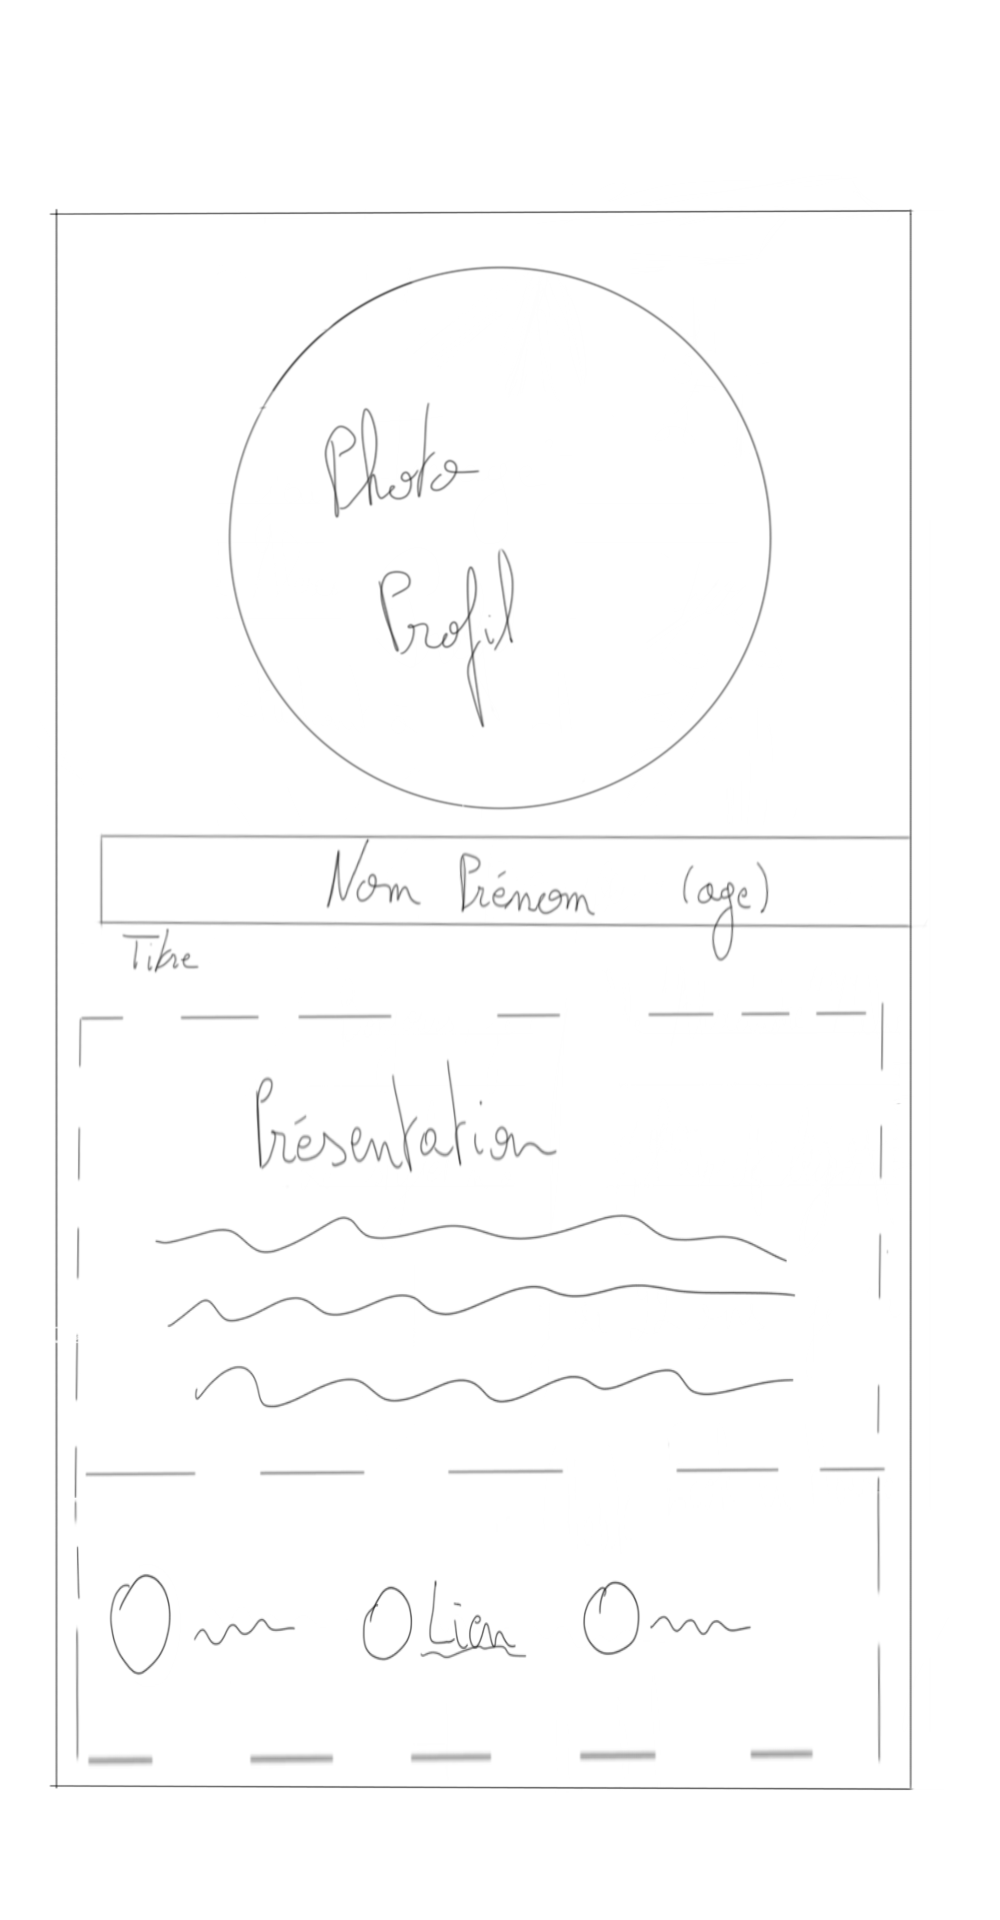 Photo
Profil
Nom Prénom (age)
Titre
Présentation
Lien